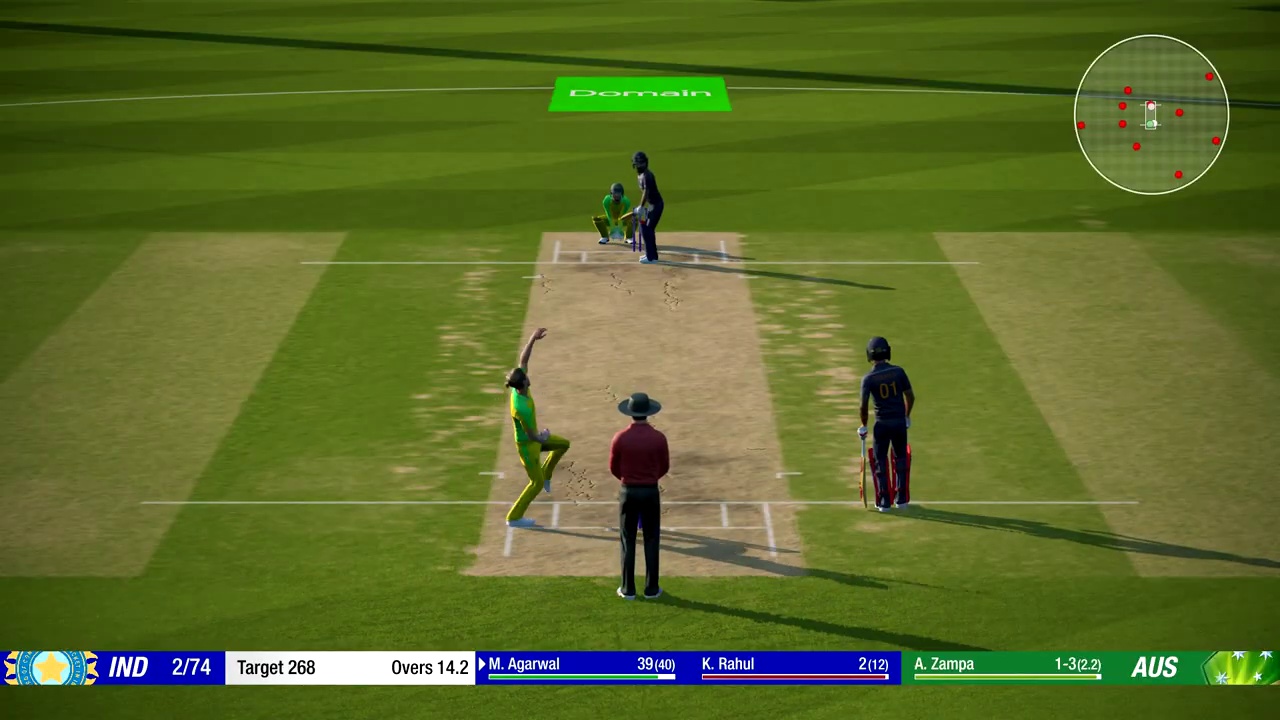 Domain
01
IND 2/74 Target 268 Overs 14.2 M. Agarwal 39(40) K. Rahul 2(12) A. Zampa 1-3(2.2) AUS